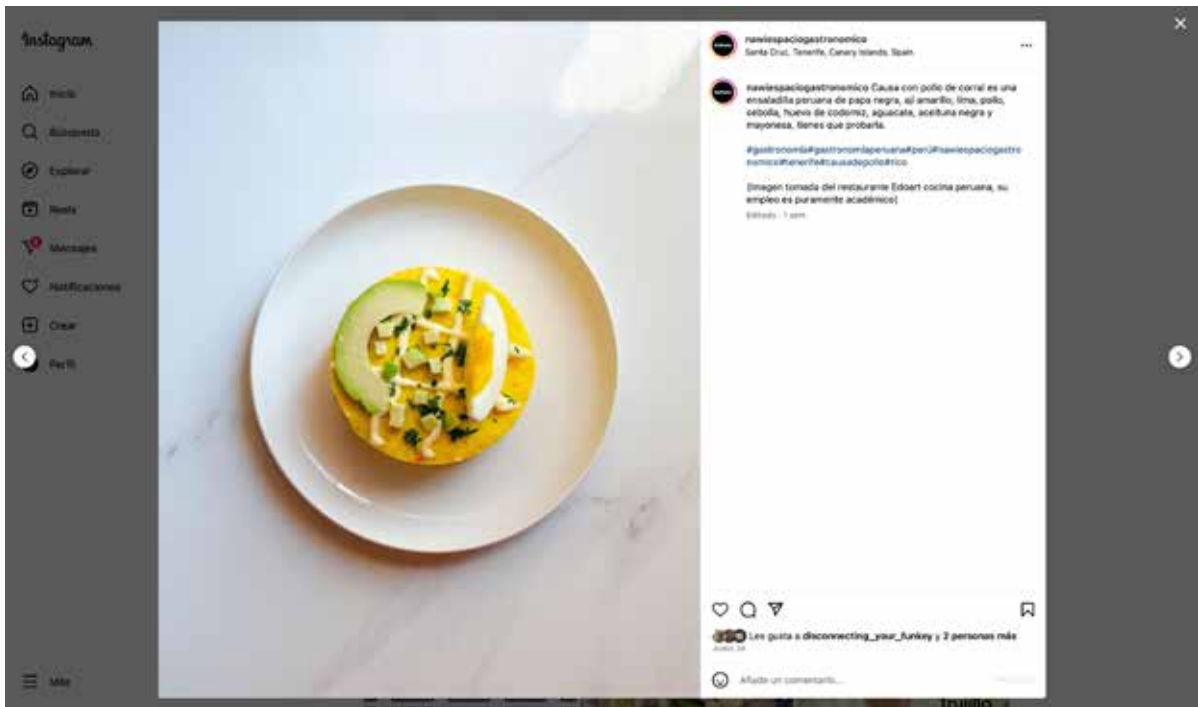 Instagram
Inicio
Búsqueda
Explorar
Reels
Mensajes
Notificaciones
Crear
Perfil
Más
nawiespaciogastronomico
Santa Cruz, Tenerife, Canary Islands, Spain
nawiespaciogastronomico Causa con pollo de corral es una
ensaladilla peruana de papa negra, ají amarillo, lima, pollo,
cebolla, huevo de codorniz, aguacate, aceituna negra y
mayonesa, tienes que probarla.
#gastronomía#gastronomíaperuana#perú#nawiespaciogastro
nomico#tenerife#causadepollo#rico
(Imagen tomada del restaurante Edoart cocina peruana, su
empleo es puramente académico)
Editado · 1 sem
Les gusta a disconnecting_your_funkey y 2 personas más
Añade un comentario...